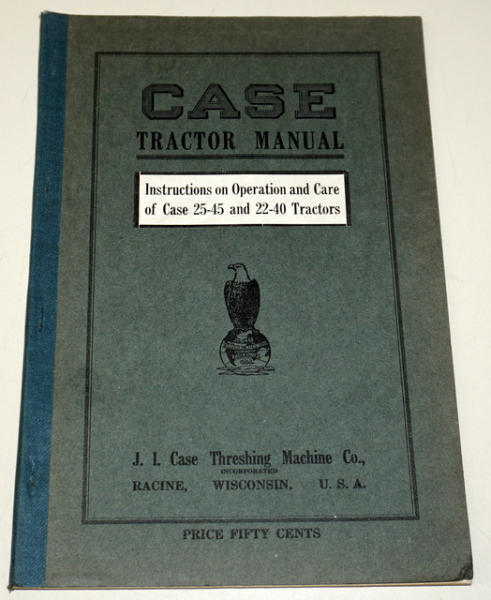 CASE
TRACTOR MANUAL
Instructions on Operation and Care
of Case 25-45 and 22-40 Tractors
J. I. Case Threshing Machine Co.,
INCORPORATED
RACINE, WISCONSIN, U. S. A.
PRICE FIFTY CENTS